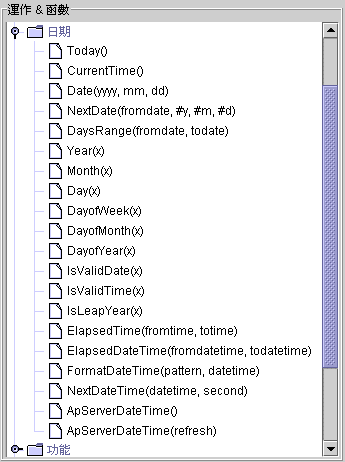 運作 & 函數
日期
Today()
CurrentTime()
Date(yyyy, mm, dd)
NextDate(fromdate, #y, #m, #d)
DaysRange(fromdate, todate)
Year(x)
Month(x)
Day(x)
DayofWeek(x)
DayofMonth(x)
DayofYear(x)
IsValidDate(x)
IsValidTime(x)
IsLeapYear(x)
ElapsedTime(fromtime, totime)
ElapsedDateTime(fromdatetime, todatetime)
FormatDateTime(pattern, datetime)
NextDateTime(datetime, second)
ApServerDateTime()
ApServerDateTime(refresh)
功能